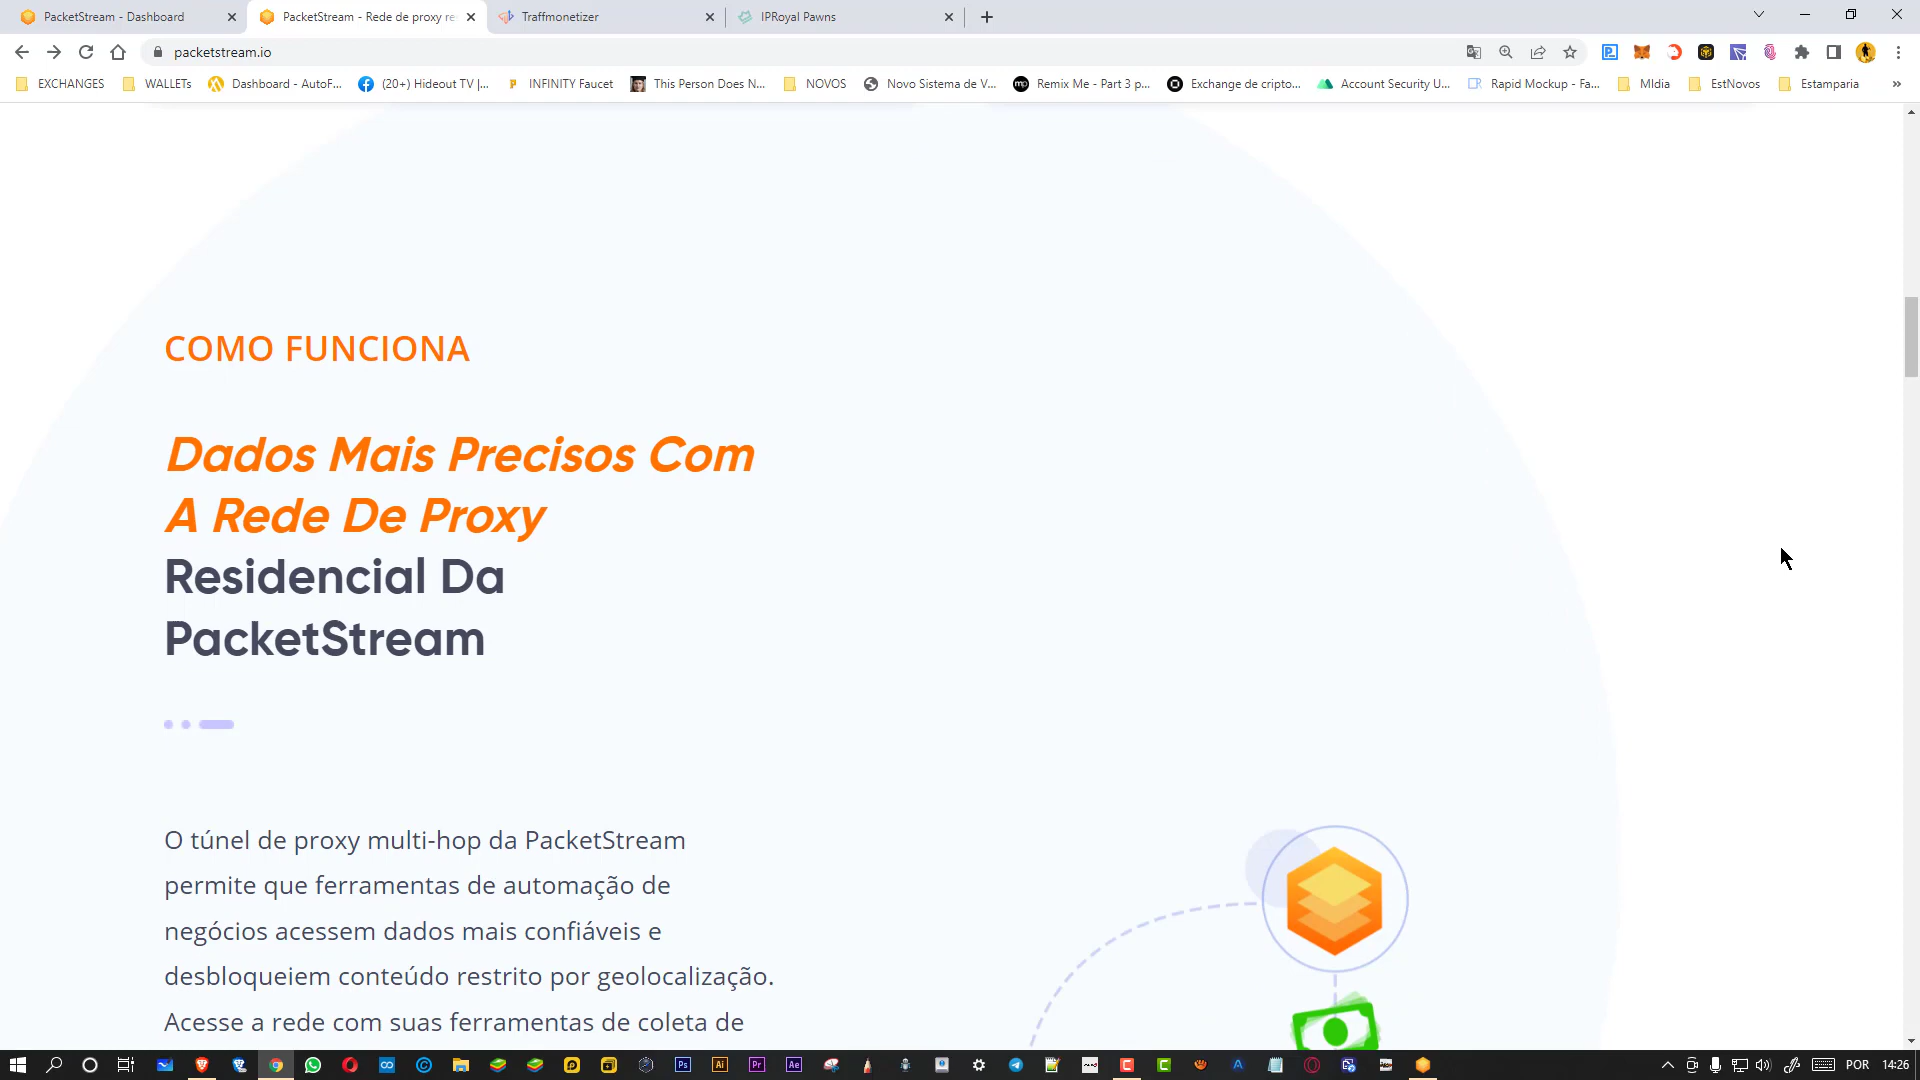 PacketStream - Dashboard
PacketStream - Rede de proxy re
Traffmonetizer
IPRoyal Pawns
packetstream.io
EXCHANGES
WALLETs
Dashboard - AutoF...
(20+) Hideout TV |...
INFINITY Faucet
This Person Does N...
NOVOS
Novo Sistema de V...
Remix Me - Part 3 p...
Exchange de cripto...
Account Security U...
Rapid Mockup - Fa...
MIdia
EstNovos
Estamparia
COMO FUNCIONA
Dados Mais Precisos Com
A Rede De Proxy
Residencial Da
PacketStream
O túnel de proxy multi-hop da PacketStream
permite que ferramentas de automação de
negócios acessem dados mais confiáveis e
desbloqueiem conteúdo restrito por geolocalização.
Acesse a rede com suas ferramentas de coleta de
POR
14:26